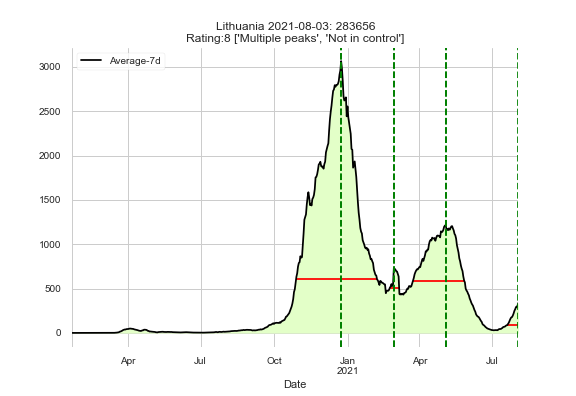 Lithuania 2021-08-03: 283656
Rating:8 ['Multiple peaks', 'Not in control']
Average-7d
3000
2500
2000
1500
1000
500
0
Apr Jul Oct Jan Apr Jul
2021
Date